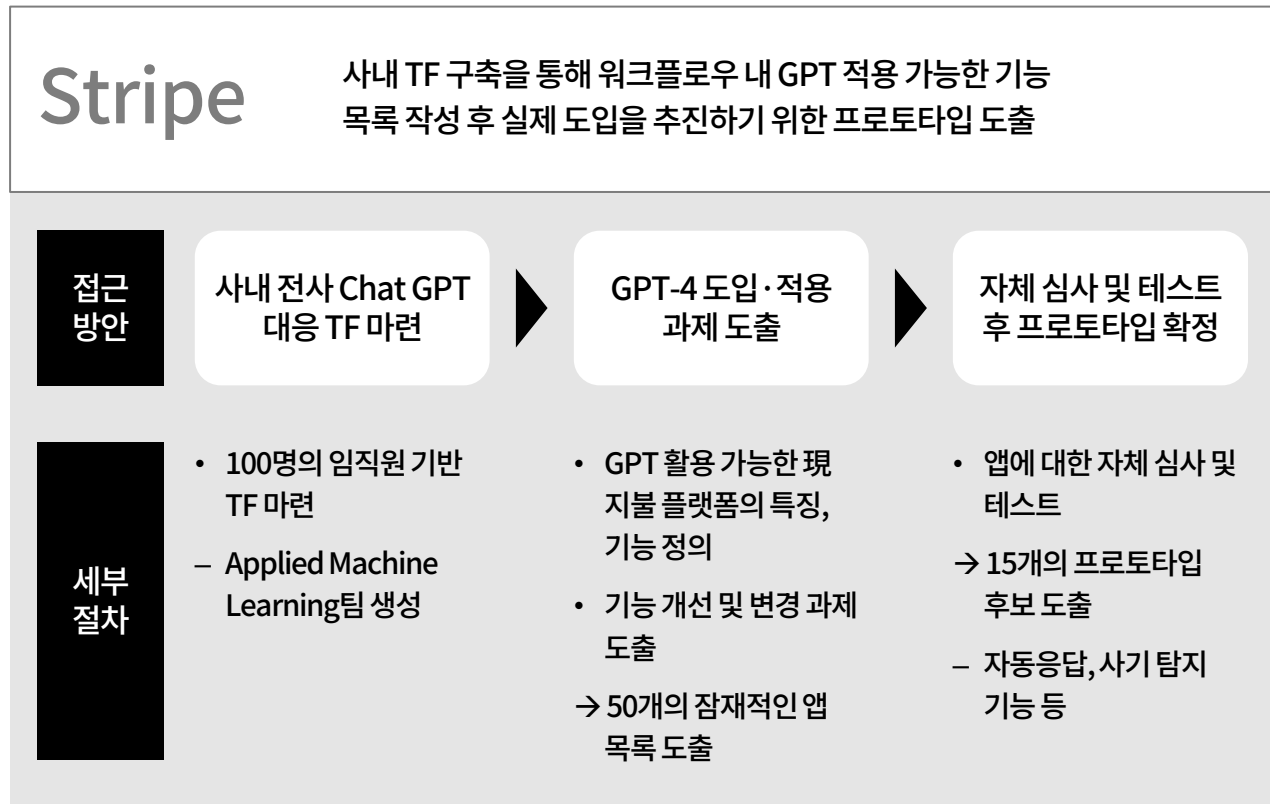 Stripe
사내 TF 구축을 통해 워크플로우 내 GPT 적용 가능한 기능
목록 작성 후 실제 도입을 추진하기 위한 프로토타입 도출
접근
방안
사내 전사 Chat GPT
대응 TF 마련
GPT-4 도입·적용
과제 도출
자체 심사 및 테스트
후 프로토타입 확정
세부
절차
• 100명의 임직원 기반
TF 마련
– Applied Machine
Learning팀 생성
• GPT 활용 가능한 現
지불 플랫폼의 특징,
기능 정의
• 기능 개선 및 변경 과제
도출
→ 50개의 잠재적인 앱
목록 도출
• 앱에 대한 자체 심사 및
테스트
→ 15개의 프로토타입
후보 도출
– 자동응답, 사기 탐지
기능 등